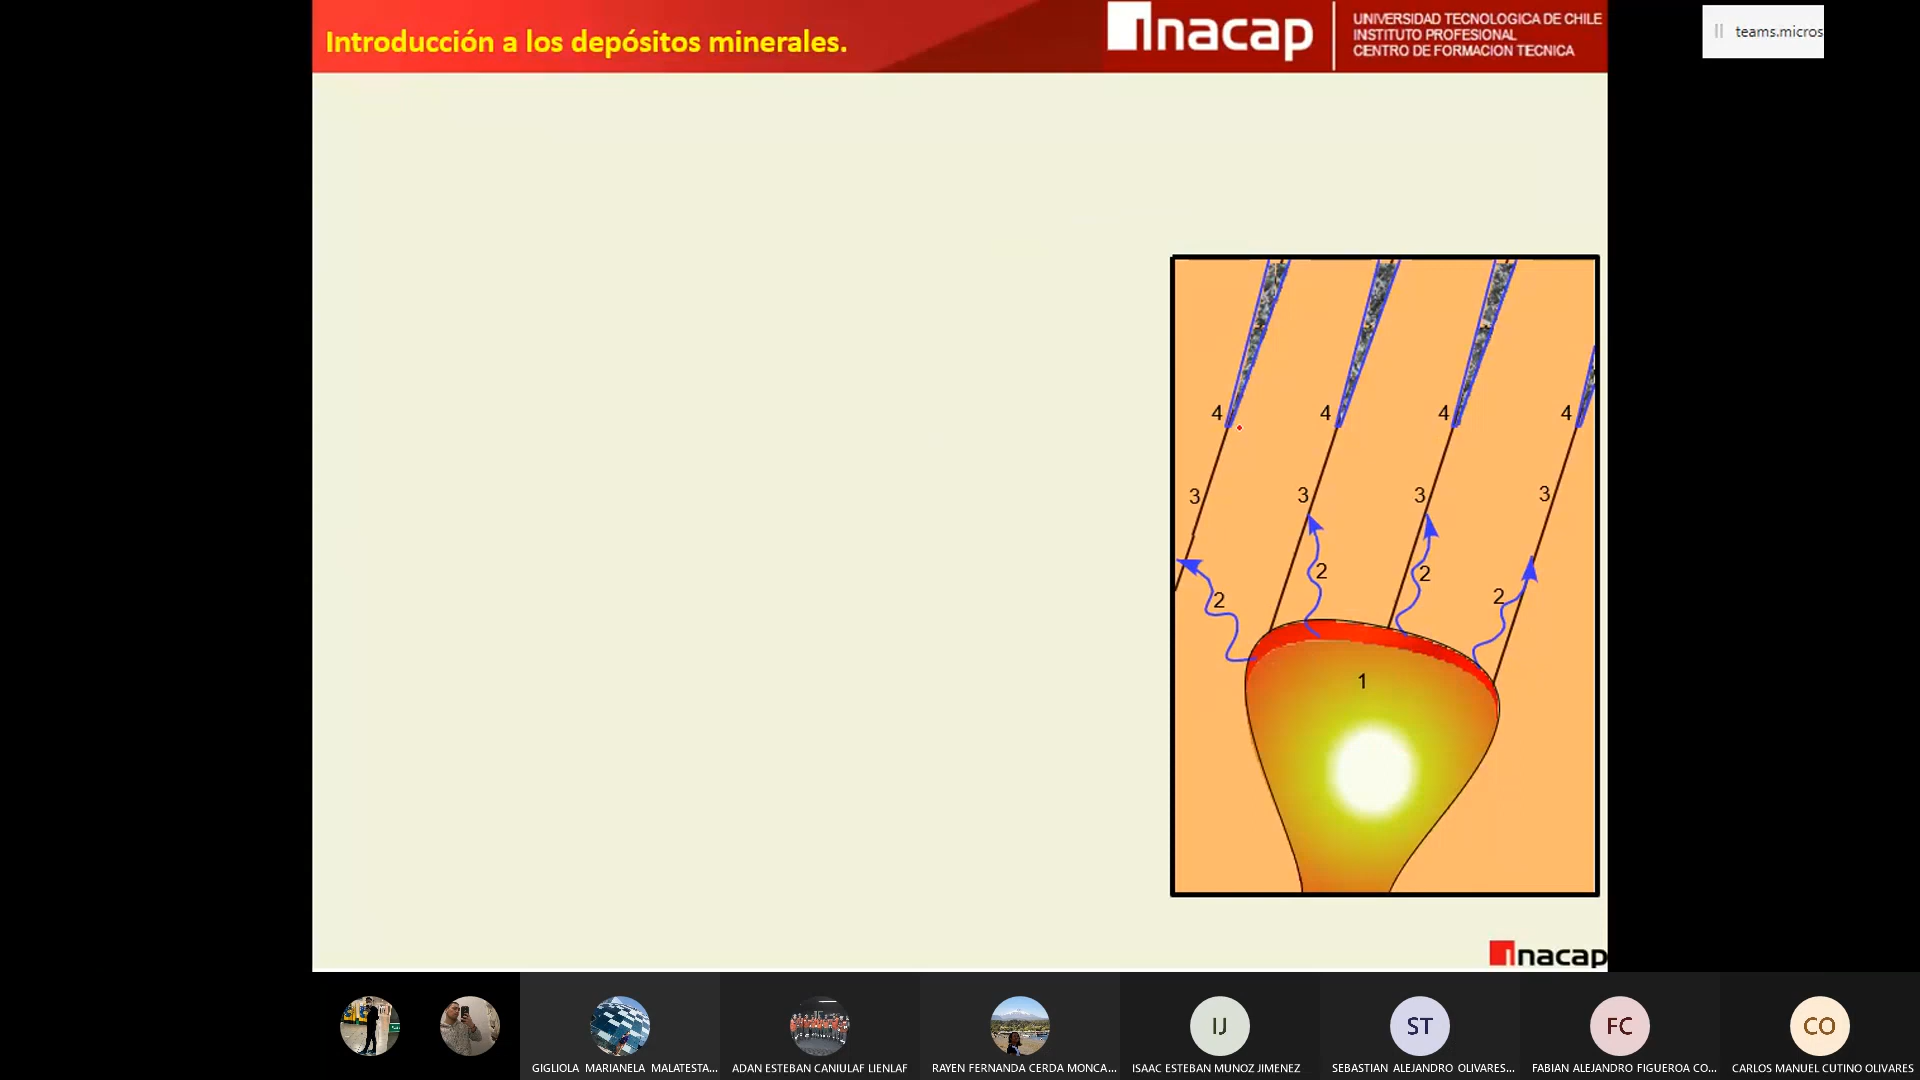 Introducción a los depósitos minerales.
Inacap
UNIVERSIDAD TECNOLOGICA DE CHILE
INSTITUTO PROFESIONAL
CENTRO DE FORMACION TECNICA
teams.micros
4 4 4 4
3 3 3 3
2 2 2 2
1
Inacap
GIGLIOLA MARIANELA MALATESTA...
ADAN ESTEBAN CANIULAF LIENLAF
RAYEN FERNANDA CERDA MONCA...
IJ
ISAAC ESTEBAN MUNOZ JIMENEZ
ST
SEBASTIAN ALEJANDRO OLIVARES...
FC
FABIAN ALEJANDRO FIGUEROA CO...
CO
CARLOS MANUEL CUTINO OLIVARES